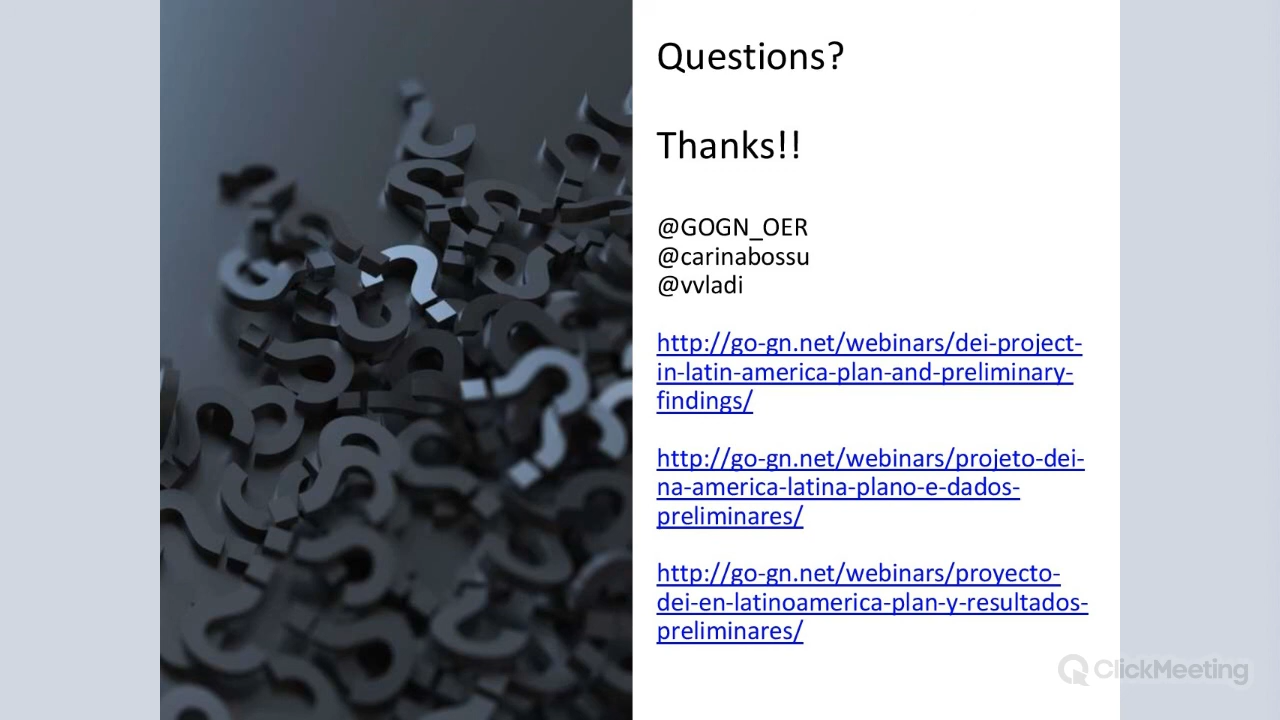 Questions?
Thanks!!
@GOGN_OER
@carinabossu
@vvladi
http://go-gn.net/webinars/dei-project-
in-latin-america-plan-and-preliminary-
findings/
http://go-gn.net/webinars/projeto-dei-
na-america-latina-plano-e-dados-
preliminares/
http://go-gn.net/webinars/proyecto-
dei-en-latinoamerica-plan-y-resultados-
preliminares/
ClickMeeting